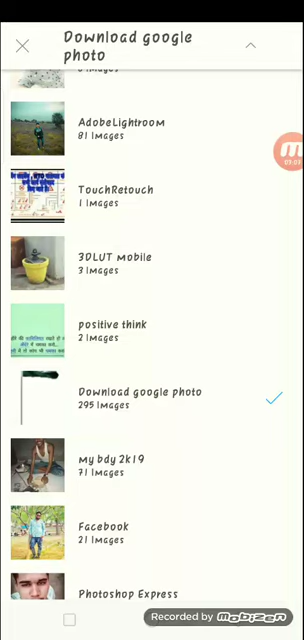 Download google
photo
AdobeLightroom
81 Images
TouchRetouch
1 Images
3DLUT mobile
3 Images
positive think
2 Images
Download google photo
295 Images
My bdy 2k19
71 Images
Facebook
21 Images
Photoshop Express
Recorded by mobizen